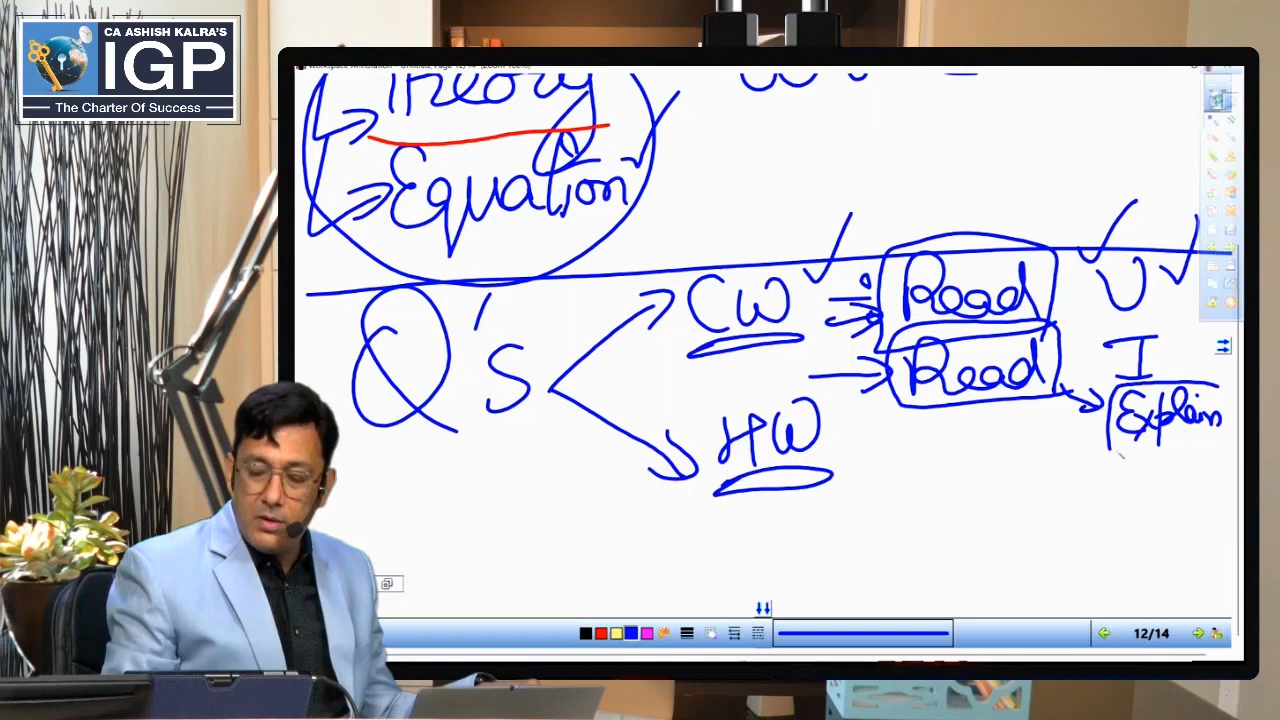 CA ASHISH KALRA'S
IGP
The Charter Of Success
Theory
Equation
Q's
CW
Read
U
Read
I
Explain
HW
12/14